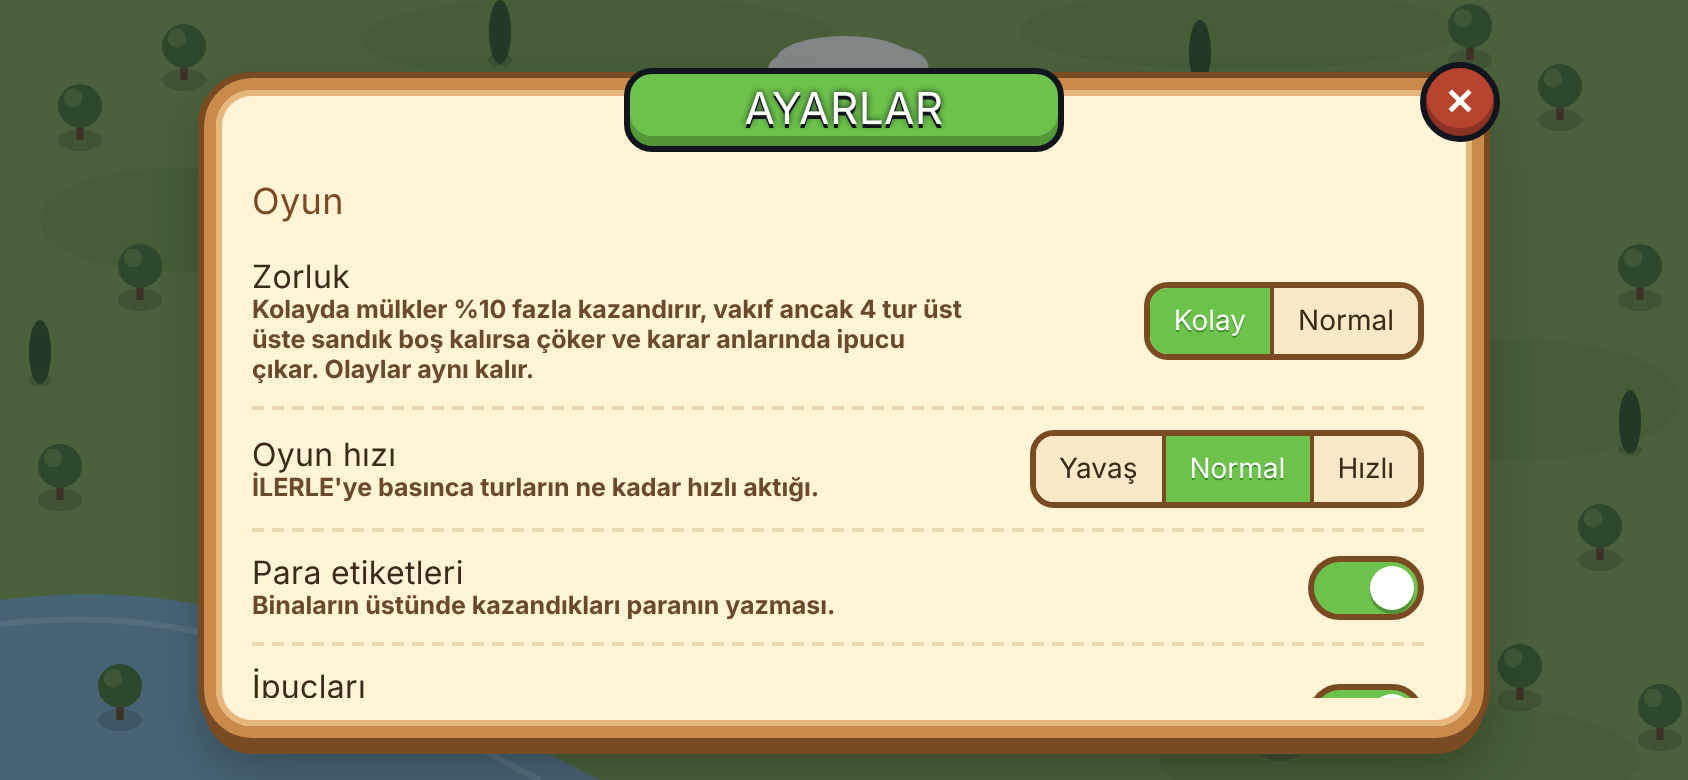 AYARLAR
Oyun
Zorluk
Kolayda mülkler %10 fazla kazandırır, vakıf ancak 4 tur üst
üste sandık boş kalırsa çöker ve karar anlarında ipucu
çıkar. Olaylar aynı kalır.
Kolay Normal
Oyun hızı
İLERLE'ye basınca turların ne kadar hızlı aktığı.
Yavaş Normal Hızlı
Para etiketleri
Binaların üstünde kazandıkları paranın yazması.
İpuçları